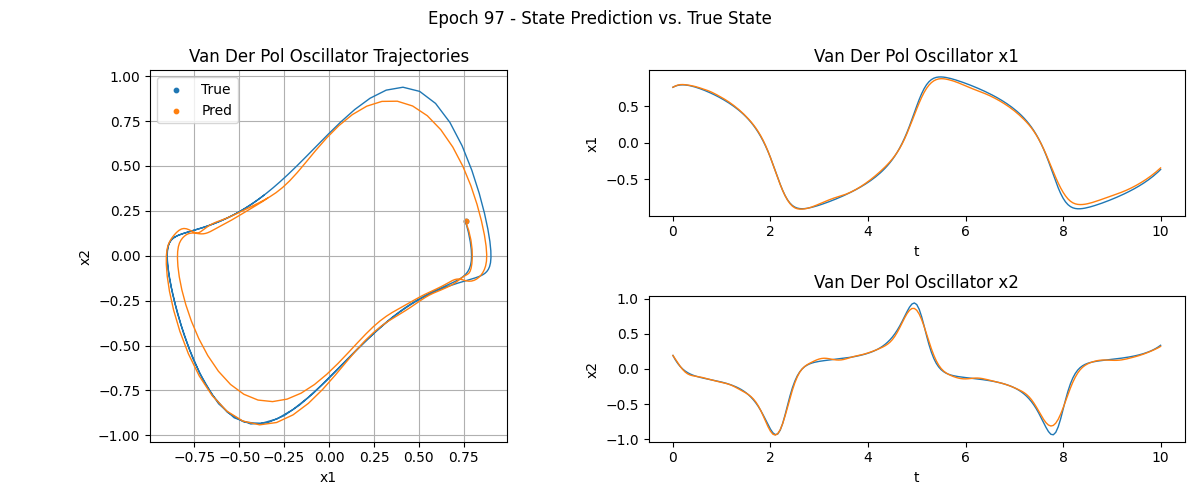 Epoch 97 - State Prediction vs. True State
Van Der Pol Oscillator Trajectories
True
Pred
1.00
0.75
0.50
0.25
0.00
−0.25
−0.50
−0.75
−1.00
x2
−0.75 −0.50 −0.25 0.00 0.25 0.50 0.75
x1
Van Der Pol Oscillator x1
0.5
0.0
−0.5
x1
0 2 4 6 8 10
t
Van Der Pol Oscillator x2
1.0
0.5
0.0
−0.5
−1.0
x2
0 2 4 6 8 10
t